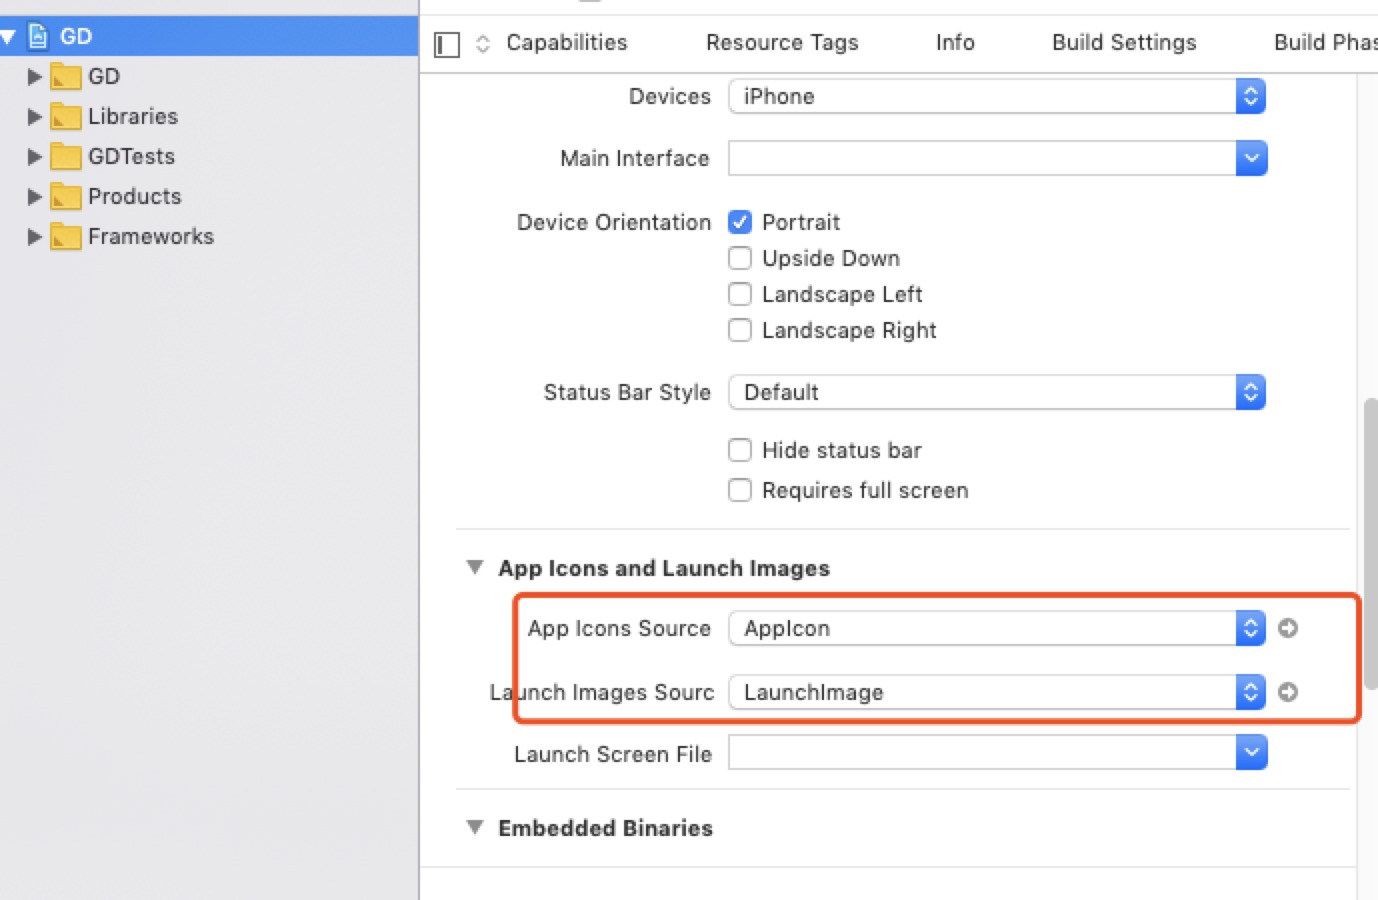 GD
GD
Libraries
GDTests
Products
Frameworks
Capabilities Resource Tags Info Build Settings Build Phas
Devices iPhone
Main Interface
Device Orientation Portrait
Upside Down
Landscape Left
Landscape Right
Status Bar Style Default
Hide status bar
Requires full screen
App Icons and Launch Images
App Icons Source AppIcon
Launch Images Sourc LaunchImage
Launch Screen File
Embedded Binaries